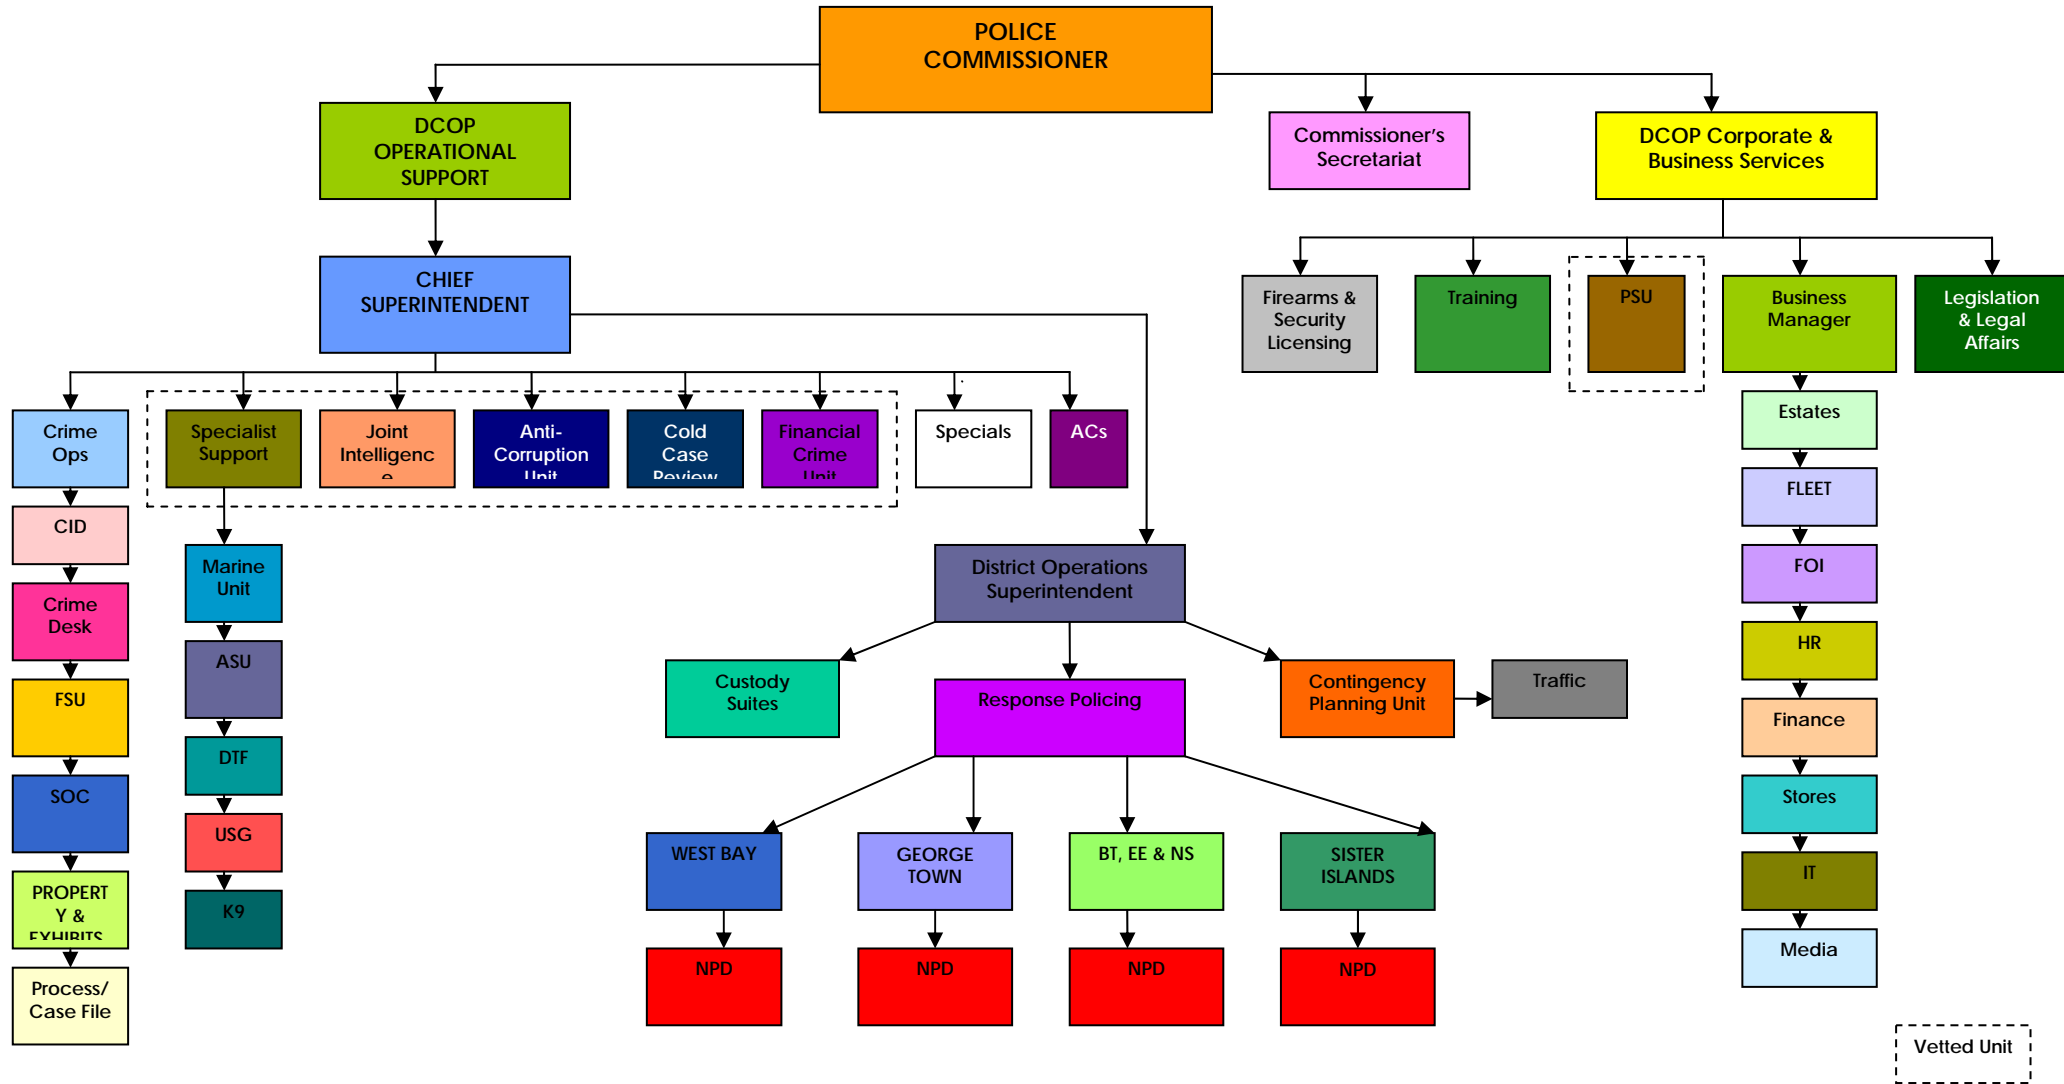 POLICE
COMMISSIONER
DCOP
OPERATIONAL
SUPPORT
Commissioner's
Secretariat
DCOP Corporate &
Business Services
CHIEF
SUPERINTENDENT
Firearms &
Security
Licensing
Training
PSU
Business
Manager
Legislation
& Legal
Affairs
Crime
Ops
Specialist
Support
Joint
Intelligenc
e
Anti-
Corruption
Unit
Cold
Case
Review
Financial
Crime
Unit
Specials
ACs
Estates
FLEET
CID
Marine
Unit
District Operations
Superintendent
FOI
Crime
Desk
HR
ASU
Custody
Suites
Response Policing
Contingency
Planning Unit
Traffic
FSU
Finance
DTF
SOC
Stores
USG
WEST BAY
GEORGE
TOWN
BT, EE & NS
SISTER
ISLANDS
IT
PROPERT
Y &
EXHIBITS
K9
Media
NPD
NPD
NPD
NPD
Process/
Case File
Vetted Unit